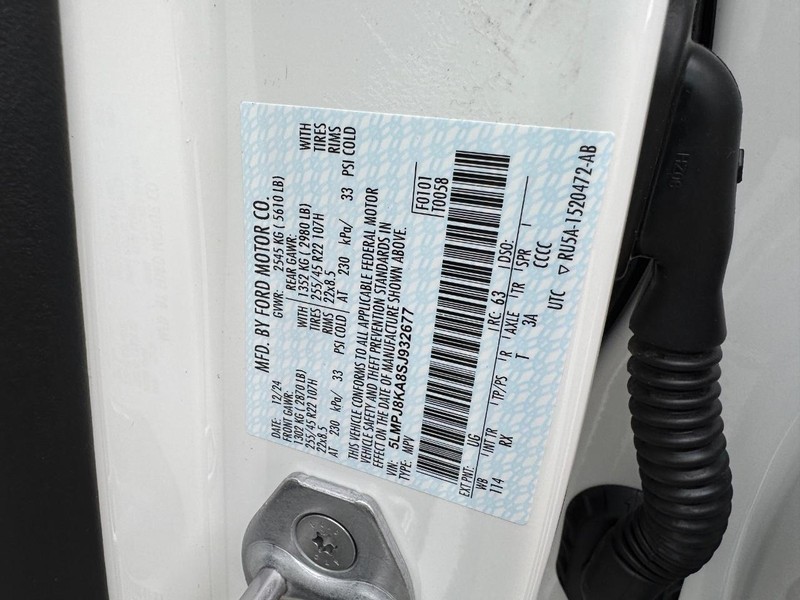 MFD. BY FORD MOTOR CO.
DATE: 12/24 GVWR: 2545 KG ( 5610 LB)
FRONT GAWR: REAR GAWR:
1302 KG ( 2870 LB) WITH 1352 KG ( 2980 LB) WITH
255/45 R22 107H TIRES 255/45 R22 107H TIRES
22x8.5 RIMS 22x8.5 RIMS
AT 230 kPa/ 33 PSI COLD AT 230 kPa/ 33 PSI COLD
THIS VEHICLE CONFORMS TO ALL APPLICABLE FEDERAL MOTOR
VEHICLE SAFETY AND THEFT PREVENTION STANDARDS IN
EFFECT ON THE DATE OF MANUFACTURE SHOWN ABOVE.
VIN: 5LMPJ8KA8SJ932677
TYPE: MPV
F0101
T0058
EXT PNT: UG RC: 63 DSO:
WB INT TR TP/PS R AXLE TR SPR
114 RX T 3A CCCC
UTC ▽ RU5A-1520472-AB